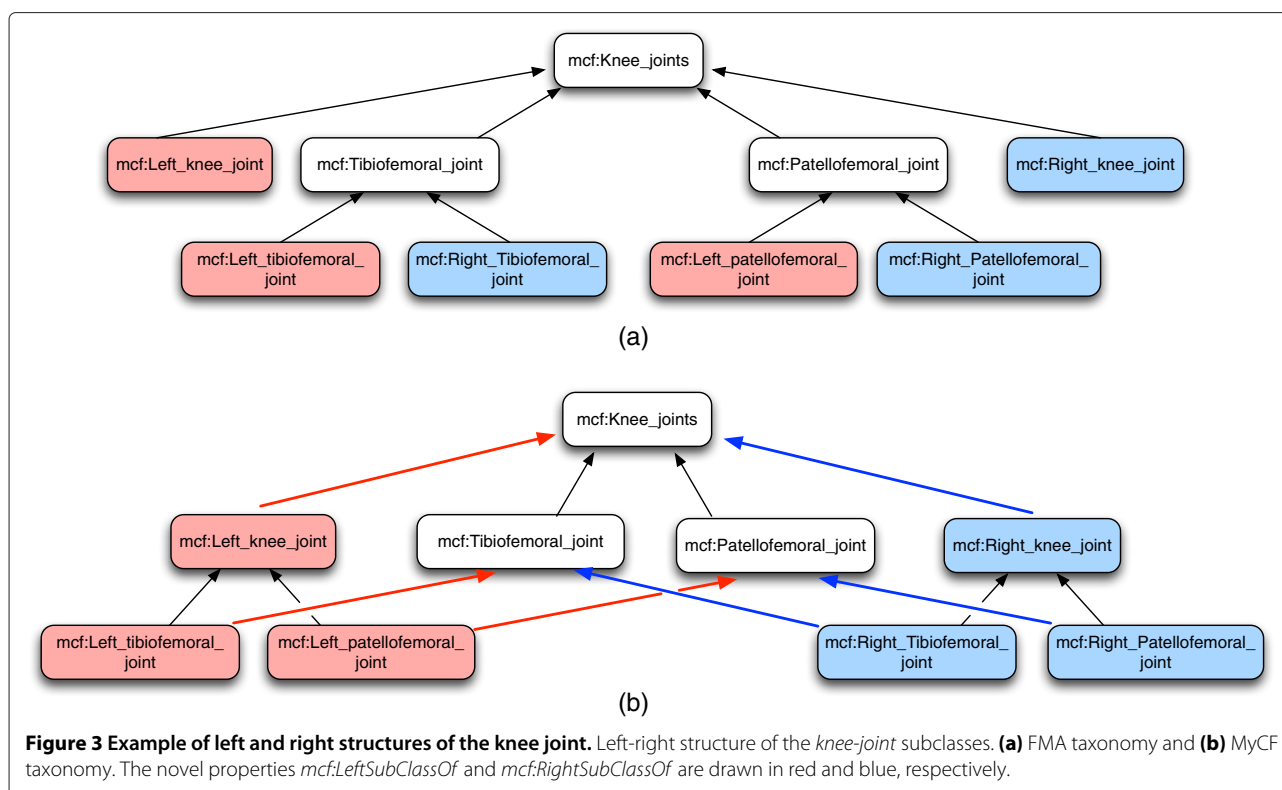 mcf:Knee_joints
mcf:Left_knee_joint
mcf:Tibiofemoral_joint
mcf:Patellofemoral_joint
mcf:Right_knee_joint
mcf:Left_tibiofemoral_
joint
mcf:Right_Tibiofemoral_
joint
mcf:Left_patellofemoral_
joint
mcf:Right_Patellofemoral_
joint
(a)
mcf:Knee_joints
mcf:Left_knee_joint
mcf:Tibiofemoral_joint
mcf:Patellofemoral_joint
mcf:Right_knee_joint
mcf:Left_tibiofemoral_
joint
mcf:Left_patellofemoral_
joint
mcf:Right_Tibiofemoral_
joint
mcf:Right_Patellofemoral_
joint
(b)
Figure 3 Example of left and right structures of the knee joint. Left-right structure of the knee-joint subclasses. (a) FMA taxonomy and (b) MyCF
taxonomy. The novel properties mcf:LeftSubClassOf and mcf:RightSubClassOf are drawn in red and blue, respectively.